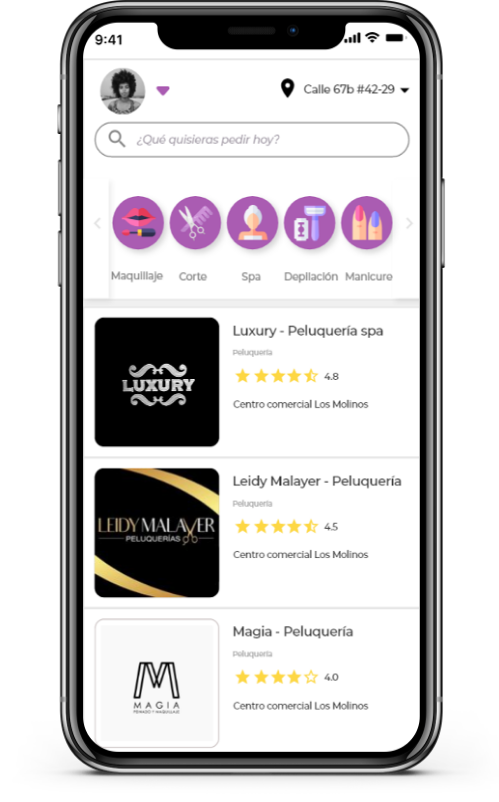 9:41
Calle 67b #42-29
¿Qué quisieras pedir hoy?
Maquillaje Corte Spa Depilación Manicure
LUXURY
Luxury - Peluquería spa
Peluquería
4.8
Centro comercial Los Molinos
LEIDY MALAVER
PELUQUERÍAS
Leidy Malayer - Peluquería
Peluquería
4.5
Centro comercial Los Molinos
M
MAGIA
PEINADO Y MAQUILLAJE
Magia - Peluquería
Peluquería
4.0
Centro comercial Los Molinos